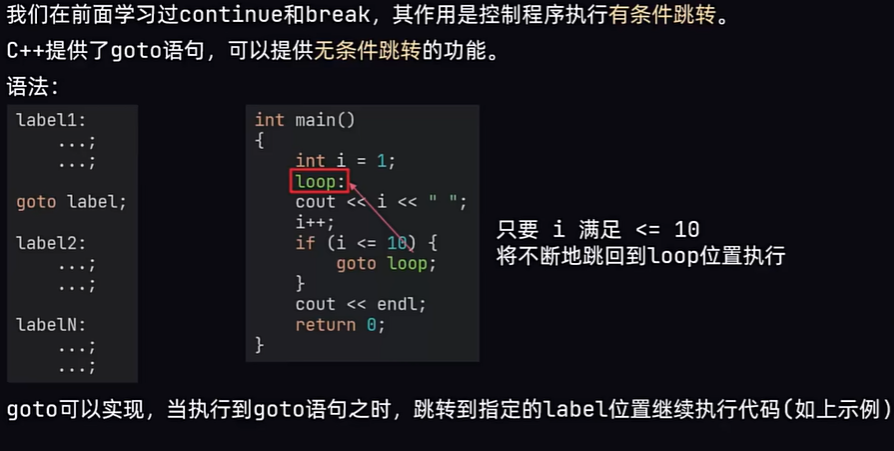 我们在前面学习过continue和break，其作用是控制程序执行有条件跳转。
C++提供了goto语句，可以提供无条件跳转的功能。
语法：
label1:
...;
...;
goto label;
label2:
...;
...;
labelN:
...;
...;
int main()
{
int i = 1;
loop:
cout << i << " ";
i++;
if (i <= 10) {
goto loop;
}
cout << endl;
return 0;
}
只要 i 满足 <= 10
将不断地跳回到loop位置执行
goto可以实现，当执行到goto语句之时，跳转到指定的label位置继续执行代码(如上示例)